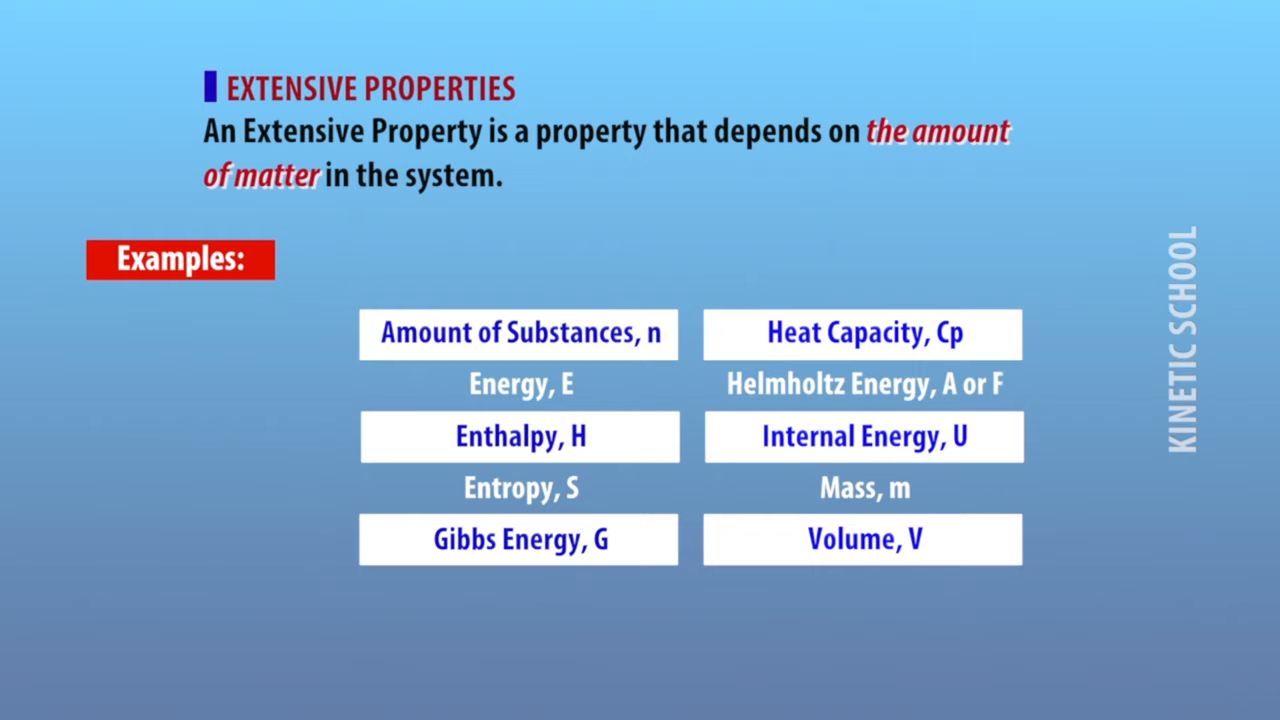 EXTENSIVE PROPERTIES
An Extensive Property is a property that depends on the amount
of matter in the system.
Examples:
Amount of Substances, n
Heat Capacity, Cp
Energy, E
Helmholtz Energy, A or F
Enthalpy, H
Internal Energy, U
Entropy, S
Mass, m
Gibbs Energy, G
Volume, V
KINETIC SCHOOL